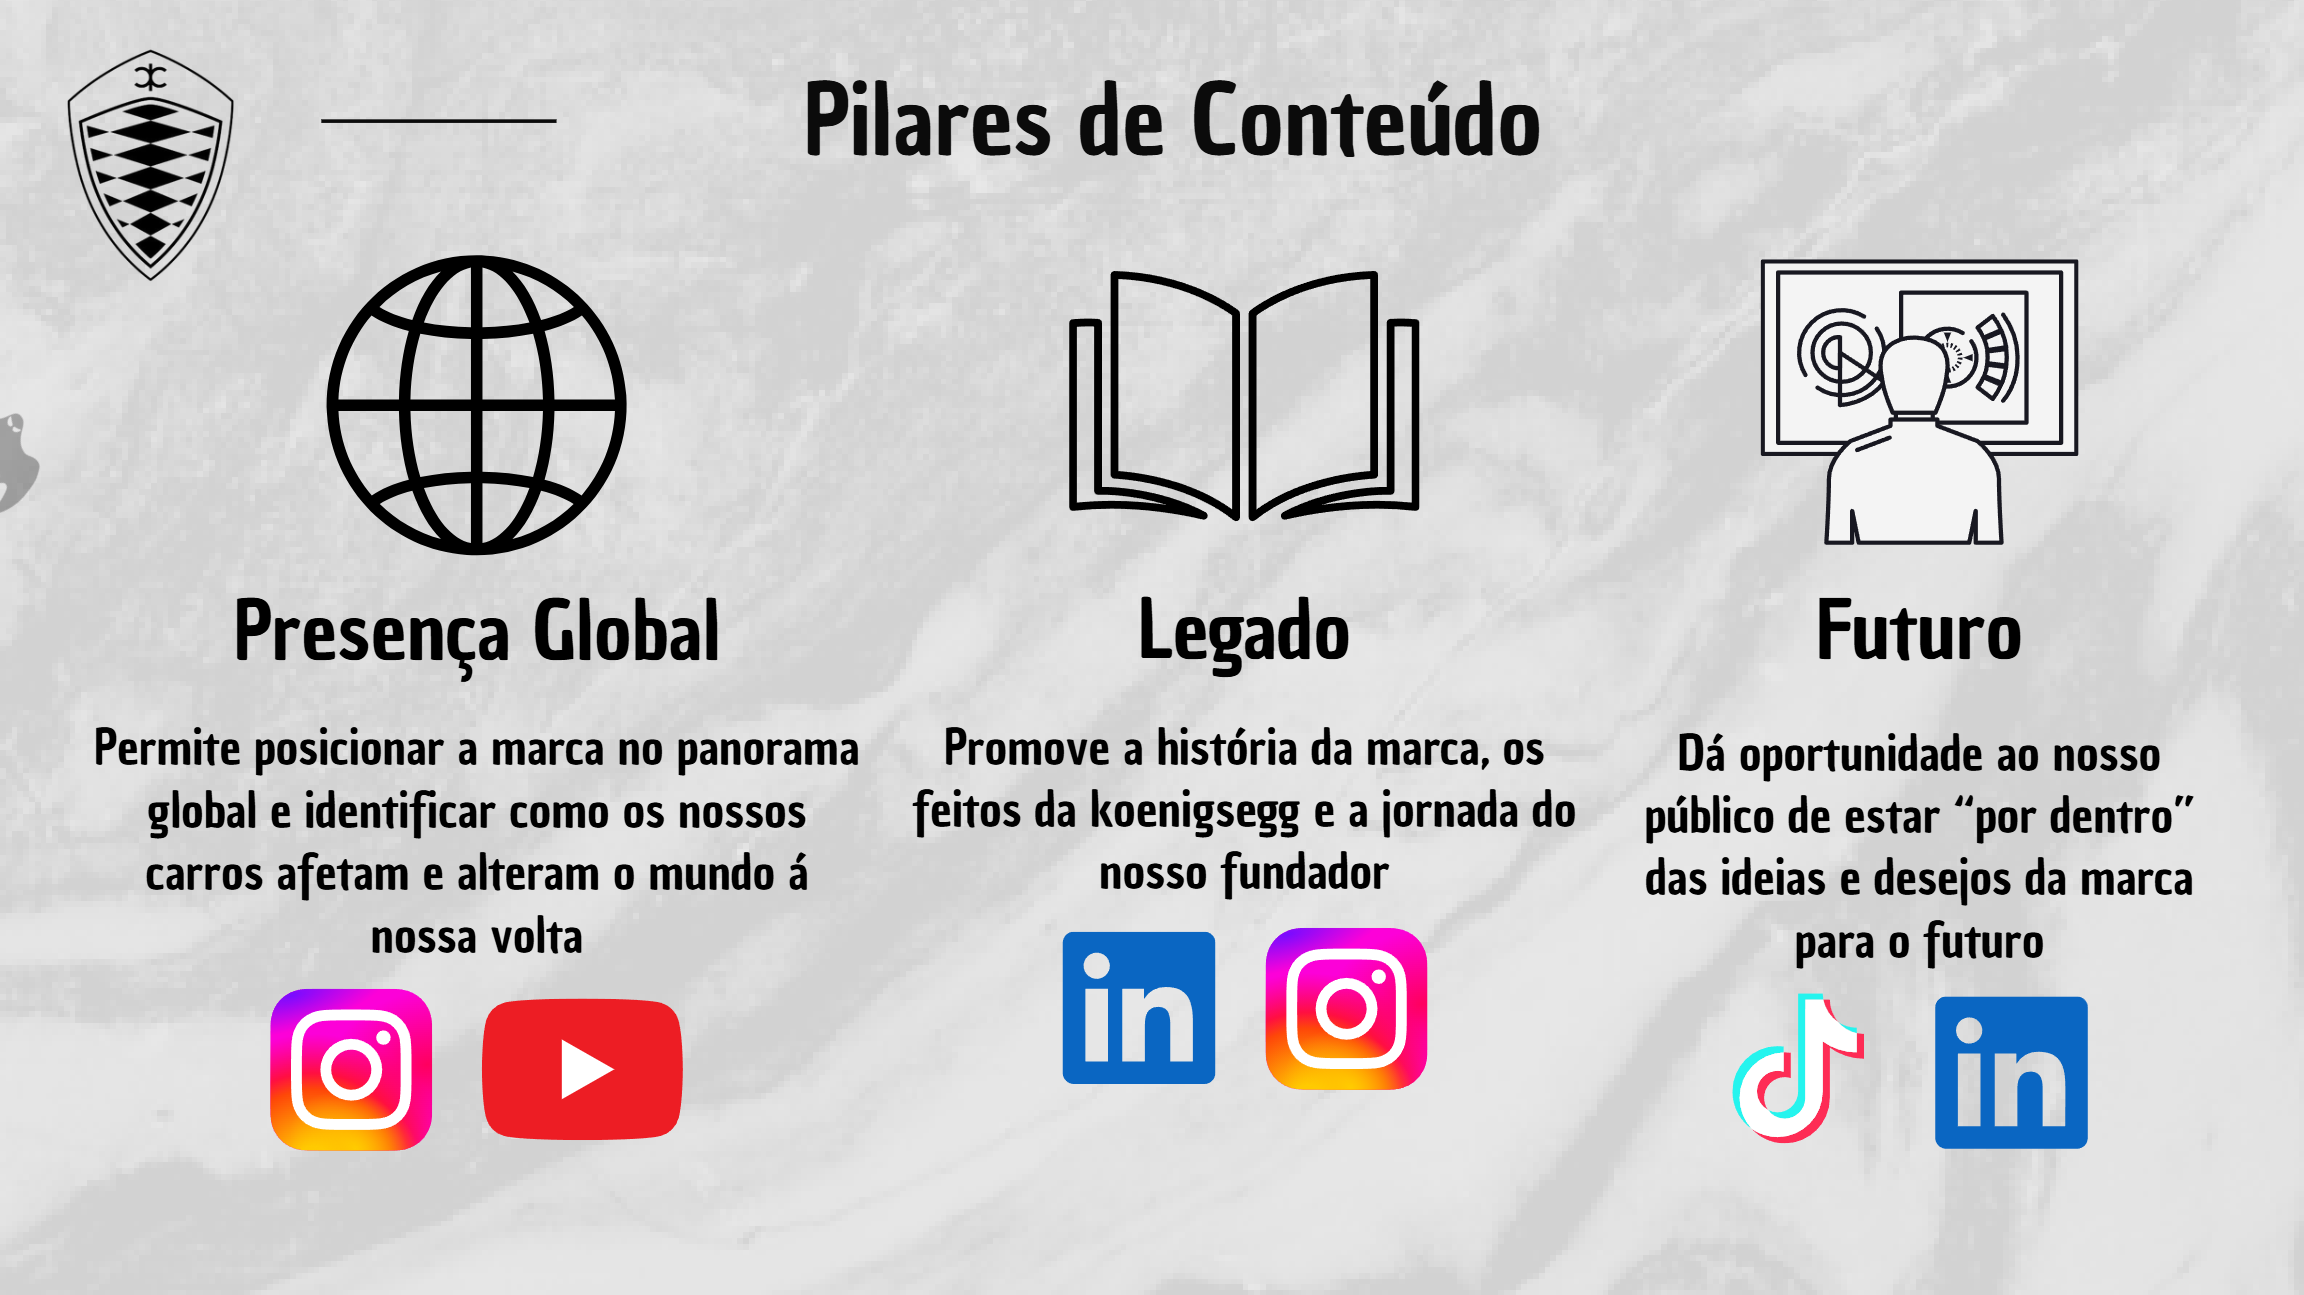 Pilares de Conteúdo
Presença Global
Permite posicionar a marca no panorama
global e identificar como os nossos
carros afetam e alteram o mundo á
nossa volta
Legado
Promove a história da marca, os
feitos da koenigsegg e a jornada do
nosso fundador
in
Futuro
Dá oportunidade ao nosso
público de estar “por dentro”
das ideias e desejos da marca
para o futuro
in